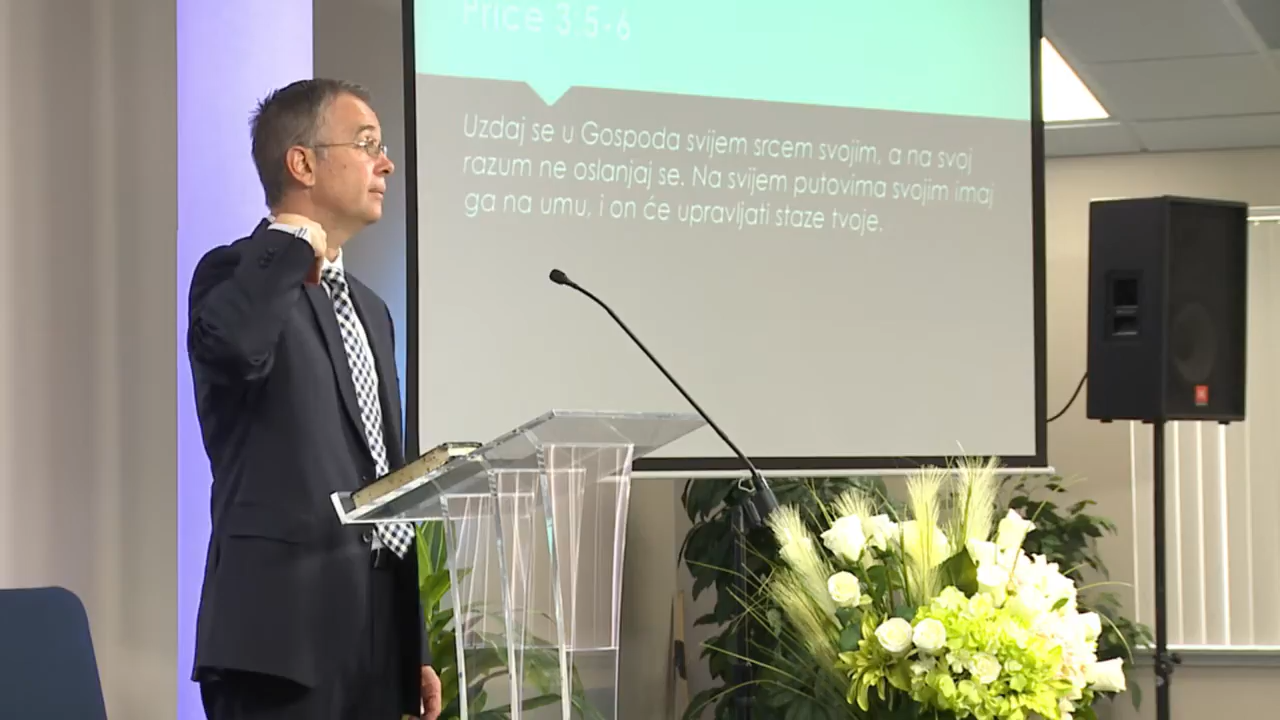 Price 3.5-6
Uzdaj se u Gospoda svijem srcem svojim, a na svoj
razum ne oslanjaj se. Na svijem putovima svojim imaj
ga na umu, i on će upravljati staze tvoje.